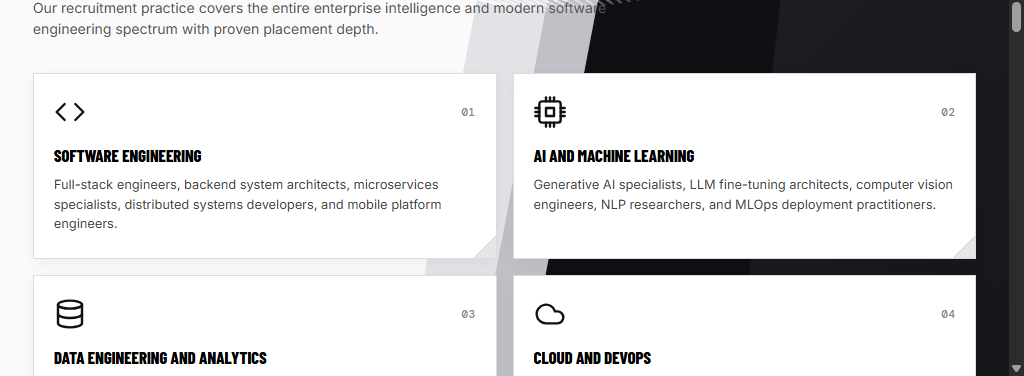 Our recruitment practice covers the entire enterprise intelligence and modern software
engineering spectrum with proven placement depth.
01
SOFTWARE ENGINEERING
Full-stack engineers, backend system architects, microservices
specialists, distributed systems developers, and mobile platform
engineers.
02
AI AND MACHINE LEARNING
Generative AI specialists, LLM fine-tuning architects, computer vision
engineers, NLP researchers, and MLOps deployment practitioners.
03
DATA ENGINEERING AND ANALYTICS
04
CLOUD AND DEVOPS